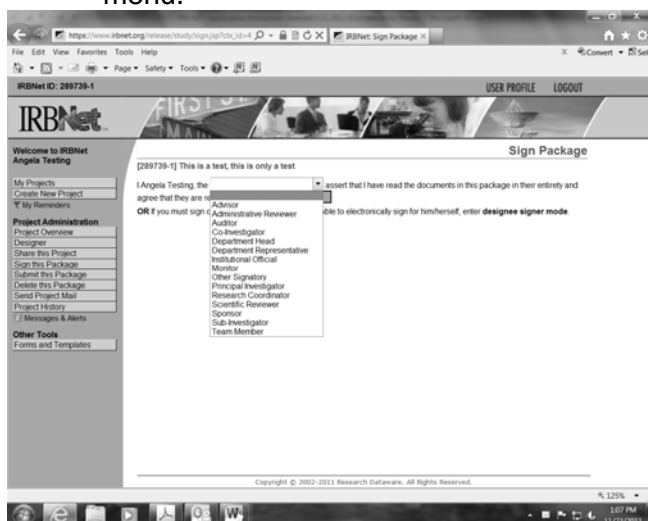 menu.
https://www.irbnet.org/release/study/sign.jsp?ctx_id=4
IRBNet: Sign Package
File Edit View Favorites Tools Help
X Convert Sel
Page Safety Tools
IRBNet ID: 289739-1 USER PROFILE LOGOUT
IRBNet
Sign Package
Welcome to IRBNet
Angela Testing
[289739-1] This is a test, this is only a test
My Projects
Create New Project
My Reminders
Project Administration
Project Overview
Designer
Share this Project
Sign this Package
Submit this Package
Delete this Package
Send Project Mail
Project History
Messages & Alerts
Other Tools
Forms and Templates
I Angela Testing, the assert that I have read the documents in this package in their entirety and
agree that they are re
OR If you must sign ble to electronically sign for him/herself, enter designee signer mode.
Advisor
Administrative Reviewer
Auditor
Co-Investigator
Department Head
Department Representative
Institutional Official
Monitor
Other Signatory
Principal Investigator
Research Coordinator
Scientific Reviewer
Sponsor
Sub-Investigator
Team Member
Copyright © 2002-2011 Research Dataware. All Rights Reserved.
125%
1:07 PM